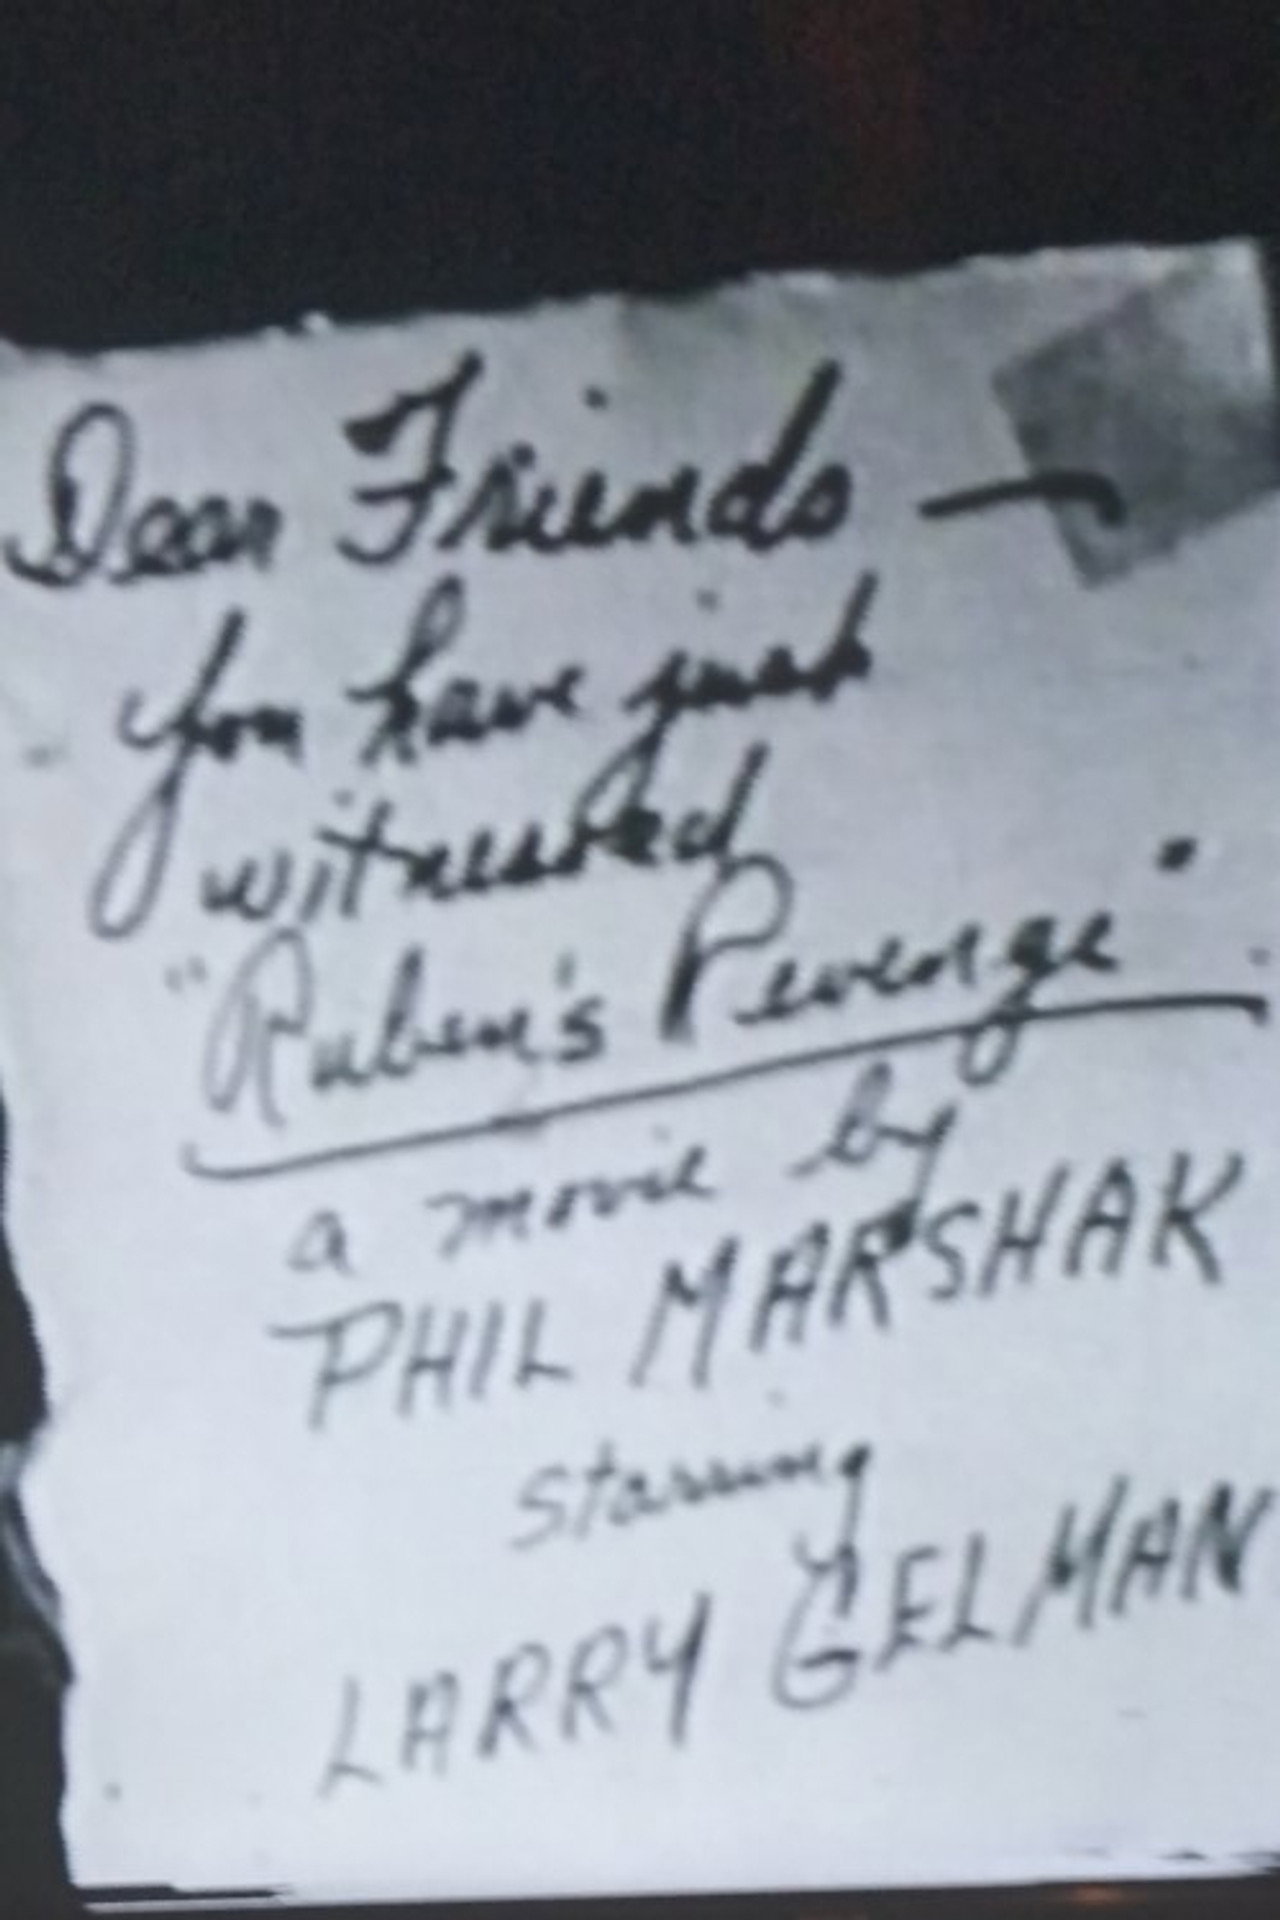 Dear Friends —
you have just
witnessed
"Ruben's Revenge".
a movie by
PHIL MARSHAK
starring
LARRY GELMAN